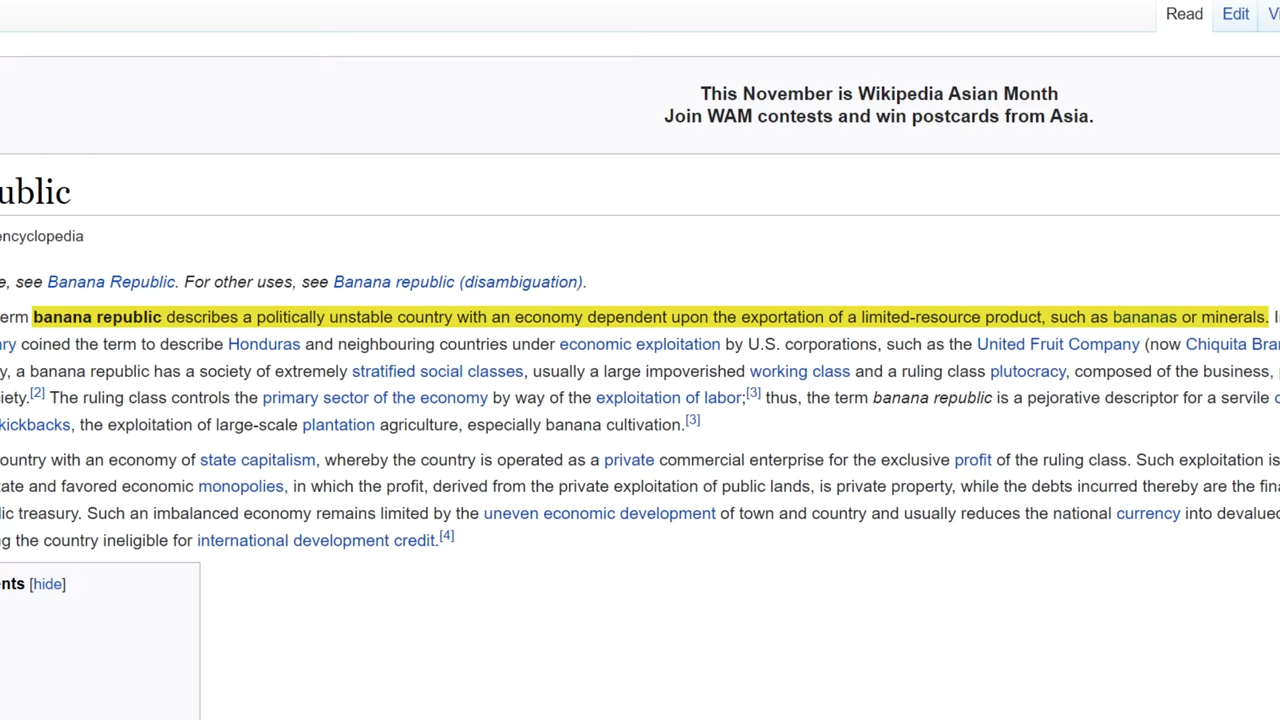 Read Edit
This November is Wikipedia Asian Month
Join WAM contests and win postcards from Asia.
ublic
encyclopedia
e, see Banana Republic. For other uses, see Banana republic (disambiguation).
erm banana republic describes a politically unstable country with an economy dependent upon the exportation of a limited-resource product, such as bananas or minerals. I
ry coined the term to describe Honduras and neighbouring countries under economic exploitation by U.S. corporations, such as the United Fruit Company (now Chiquita Bra
y, a banana republic has a society of extremely stratified social classes, usually a large impoverished working class and a ruling class plutocracy, composed of the business,
iety.[2] The ruling class controls the primary sector of the economy by way of the exploitation of labor;[3] thus, the term banana republic is a pejorative descriptor for a servile
kickbacks, the exploitation of large-scale plantation agriculture, especially banana cultivation.[3]
ountry with an economy of state capitalism, whereby the country is operated as a private commercial enterprise for the exclusive profit of the ruling class. Such exploitation is
ate and favored economic monopolies, in which the profit, derived from the private exploitation of public lands, is private property, while the debts incurred thereby are the fina
lic treasury. Such an imbalanced economy remains limited by the uneven economic development of town and country and usually reduces the national currency into devalued
g the country ineligible for international development credit.[4]
nts [hide]